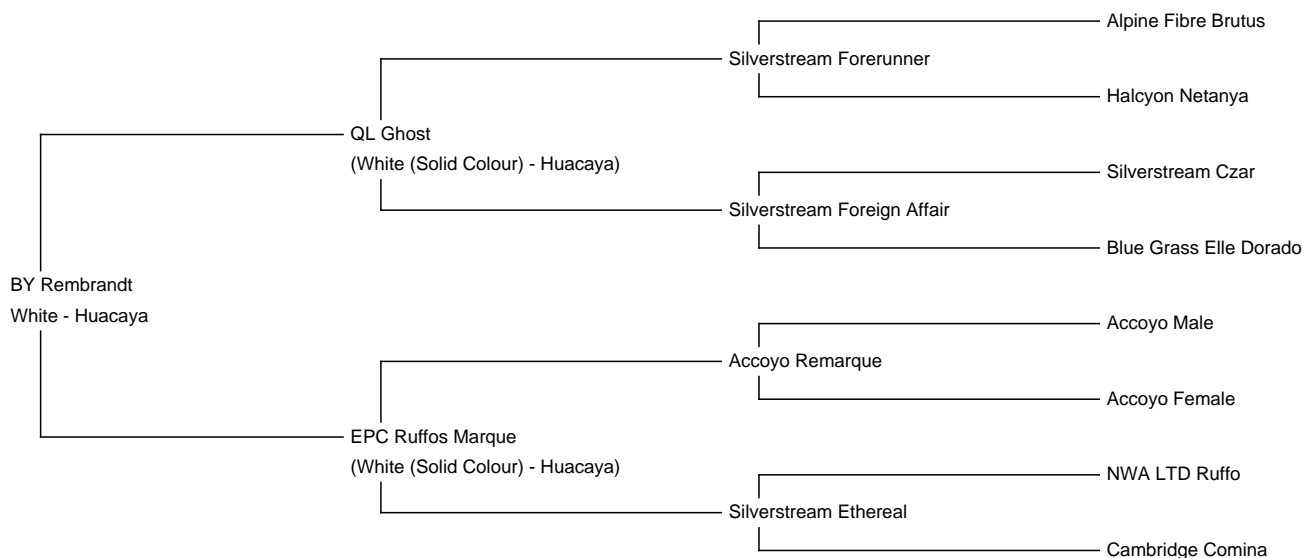 Alpine Fibre Brutus
Silverstream Forerunner
Halcyon Netanya
QL Ghost
(White (Solid Colour) - Huacaya)
Silverstream Czar
Silverstream Foreign Affair
Blue Grass Elle Dorado
BY Rembrandt
White - Huacaya
Accoyo Male
Accoyo Remarque
Accoyo Female
EPC Ruffos Marque
(White (Solid Colour) - Huacaya)
NWA LTD Ruffo
Silverstream Ethereal
Cambridge Comina